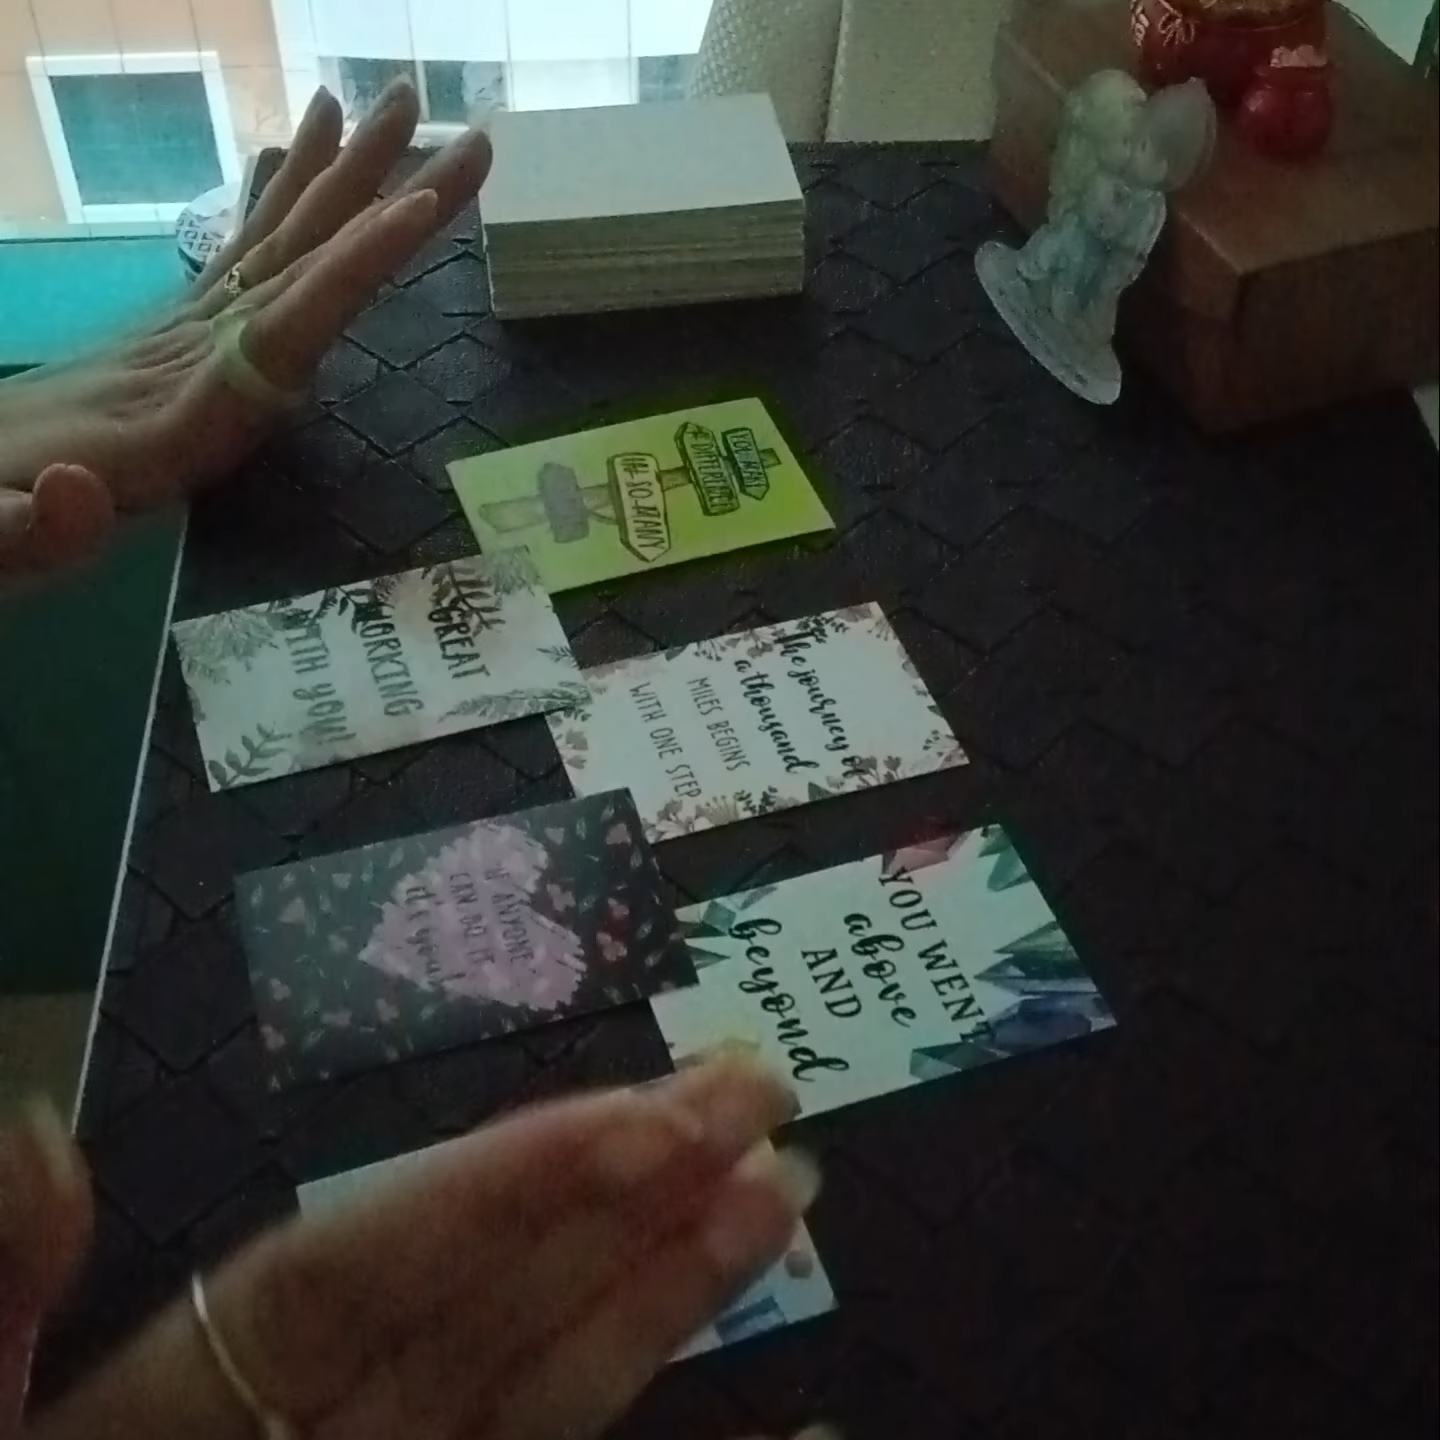 YOU MAKE
A DIFFERENCE
IN SO MANY
GREAT
WORKING
WITH YOU!
The journey of
a thousand
MILES BEGINS
WITH ONE STEP
IF ANYONE
CAN DO IT
it's you!
YOU WENT
above
AND
beyond